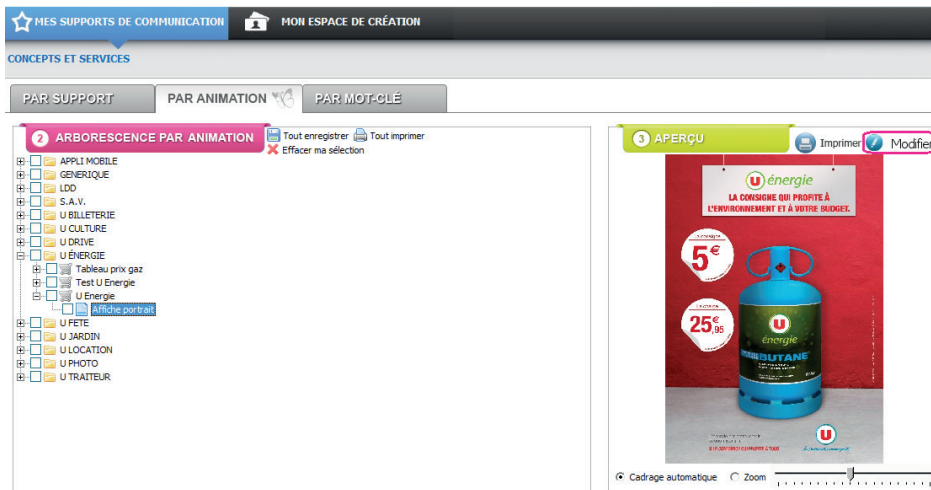 MES SUPPORTS DE COMMUNICATION
MON ESPACE DE CRÉATION
CONCEPTS ET SERVICES
PAR SUPPORT
PAR ANIMATION
PAR MOT-CLÉ
2 ARBORESCENCE PAR ANIMATION
Tout enregistrer Tout imprimer
Effacer ma sélection
APPLI MOBILE
GENERIQUE
LDD
S.A.V.
U BILLETERIE
U CULTURE
U DRIVE
U ÉNERGIE
Tableau prix gaz
Test U Energie
U Energie
Affiche portrait
U FETE
U JARDIN
U LOCATION
U PHOTO
U TRAITEUR
3 APERÇU
Imprimer
Modifier
U énergie
LA CONSIGNE QUI PROFITE À
L'ENVIRONNEMENT ET À VOTRE BUDGET.
La consigne
5€
25€,95
U
énergie
BUTANE
U
Cadrage automatique
Zoom